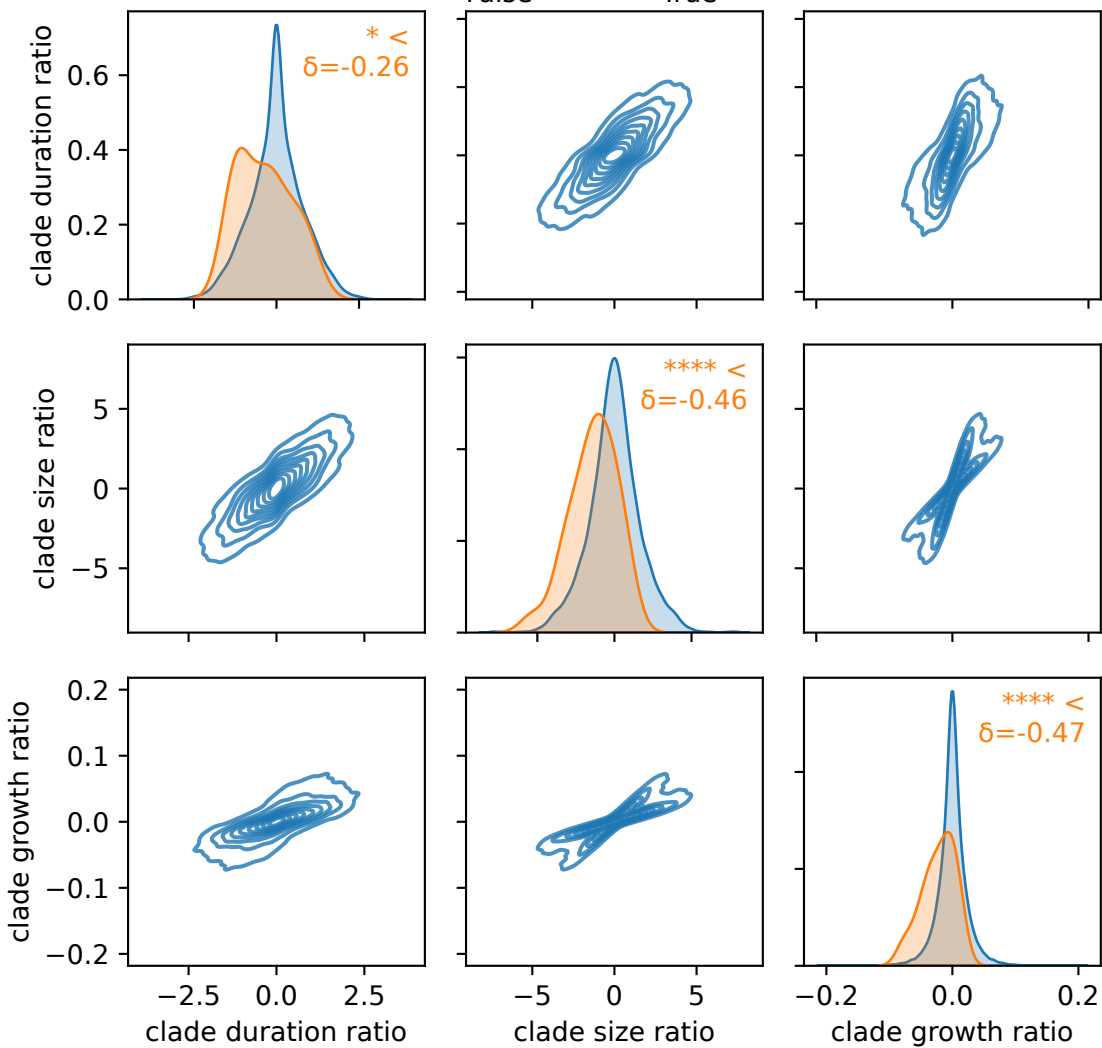 clade duration ratio
0.6
0.4
0.2
0.0
* <
δ=-0.26
clade size ratio
5
0
−5
**** <
δ=-0.46
clade growth ratio
0.2
0.1
0.0
−0.1
−0.2
**** <
δ=-0.47
−2.5 0.0 2.5
−5 0 5
−0.2 0.0 0.2
clade duration ratio
clade size ratio
clade growth ratio